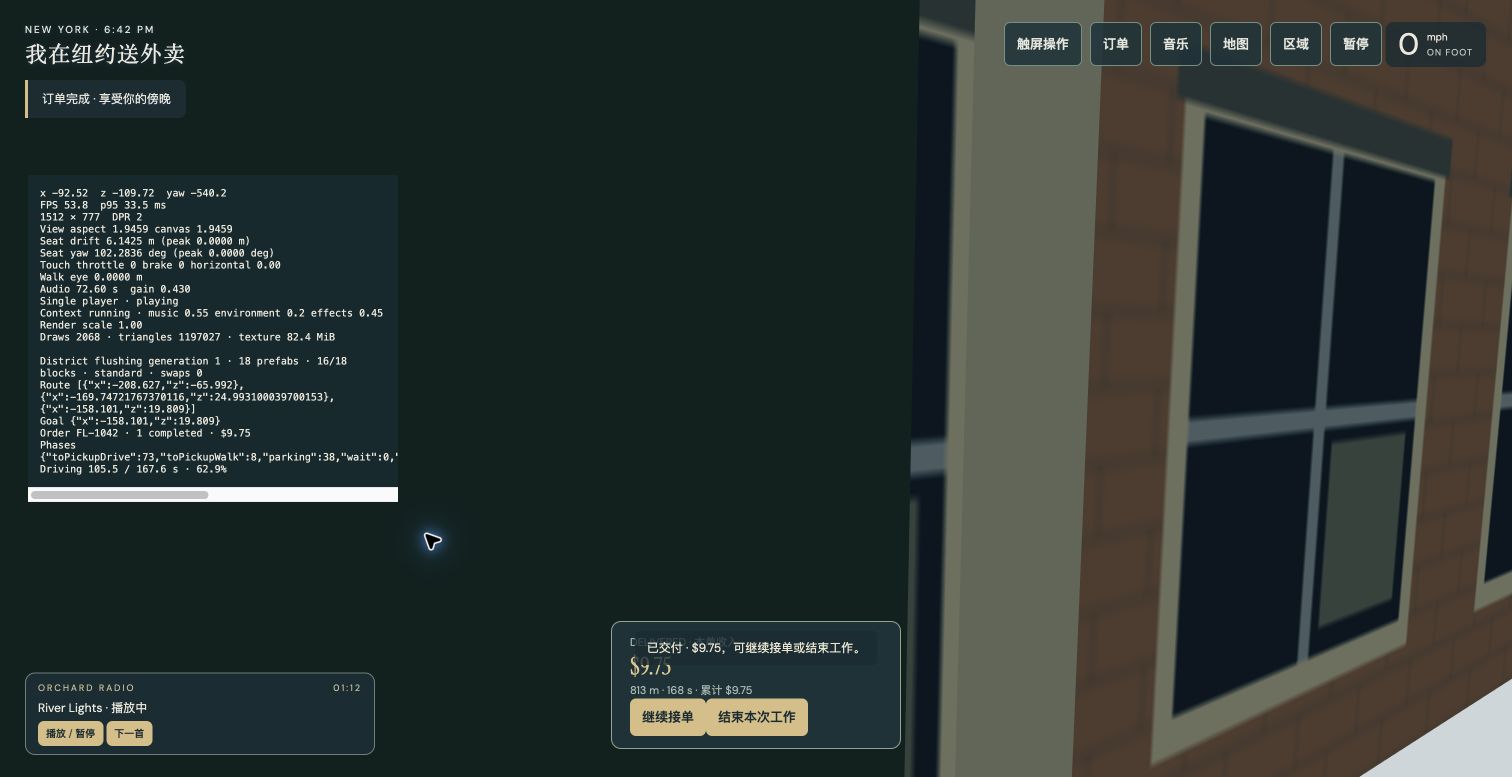 NEW YORK · 6:42 PM
我在纽约送外卖
订单完成 · 享受你的傍晚
触屏操作
订单
音乐
地图
区域
暂停
0 mph
ON FOOT
x -92.52  z -109.72  yaw -540.2
FPS 53.8  p95 33.5 ms
1512 × 777  DPR 2
View aspect 1.9459 canvas 1.9459
Seat drift 6.1425 m (peak 0.0000 m)
Seat yaw 102.2836 deg (peak 0.0000 deg)
Touch throttle 0 brake 0 horizontal 0.00
Walk eye 0.0000 m
Audio 72.60 s  gain 0.430
Single player · playing
Context running · music 0.55 environment 0.2 effects 0.45
Render scale 1.00
Draws 2068 · triangles 1197027 · texture 82.4 MiB
District flushing generation 1 · 18 prefabs · 16/18
blocks · standard · swaps 0
Route [{"x":-208.627,"z":-65.992},
{"x":-169.74721767370116,"z":24.993100039700153},
{"x":-158.101,"z":19.809}]
Goal {"x":-158.101,"z":19.809}
Order FL-1042 · 1 completed · $9.75
Phases
{"toPickupDrive":73,"toPickupWalk":8,"parking":38,"wait":0,"
Driving 105.5 / 167.6 s · 62.9%
DELIVERED · 本单收入
已交付 · $9.75，可继续接单或结束工作。
$9.75
813 m · 168 s · 累计 $9.75
继续接单
结束本次工作
ORCHARD RADIO
01:12
River Lights · 播放中
播放 / 暂停
下一首